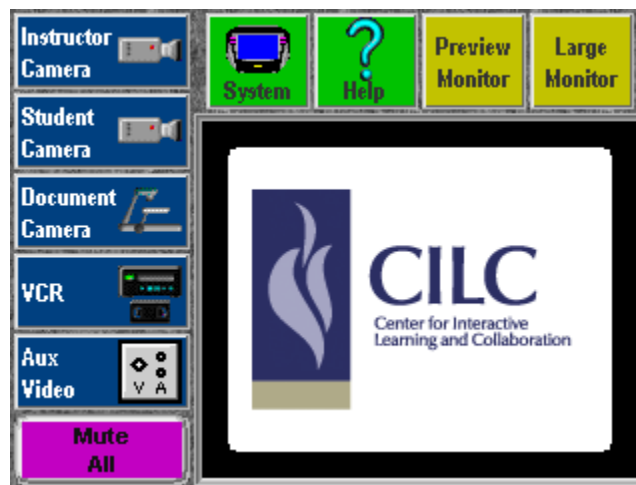 Instructor
Camera
Student
Camera
Document
Camera
VCR
Aux
Video
V A
Mute
All
System
Help
Preview
Monitor
Large
Monitor
CILC
Center for Interactive
Learning and Collaboration